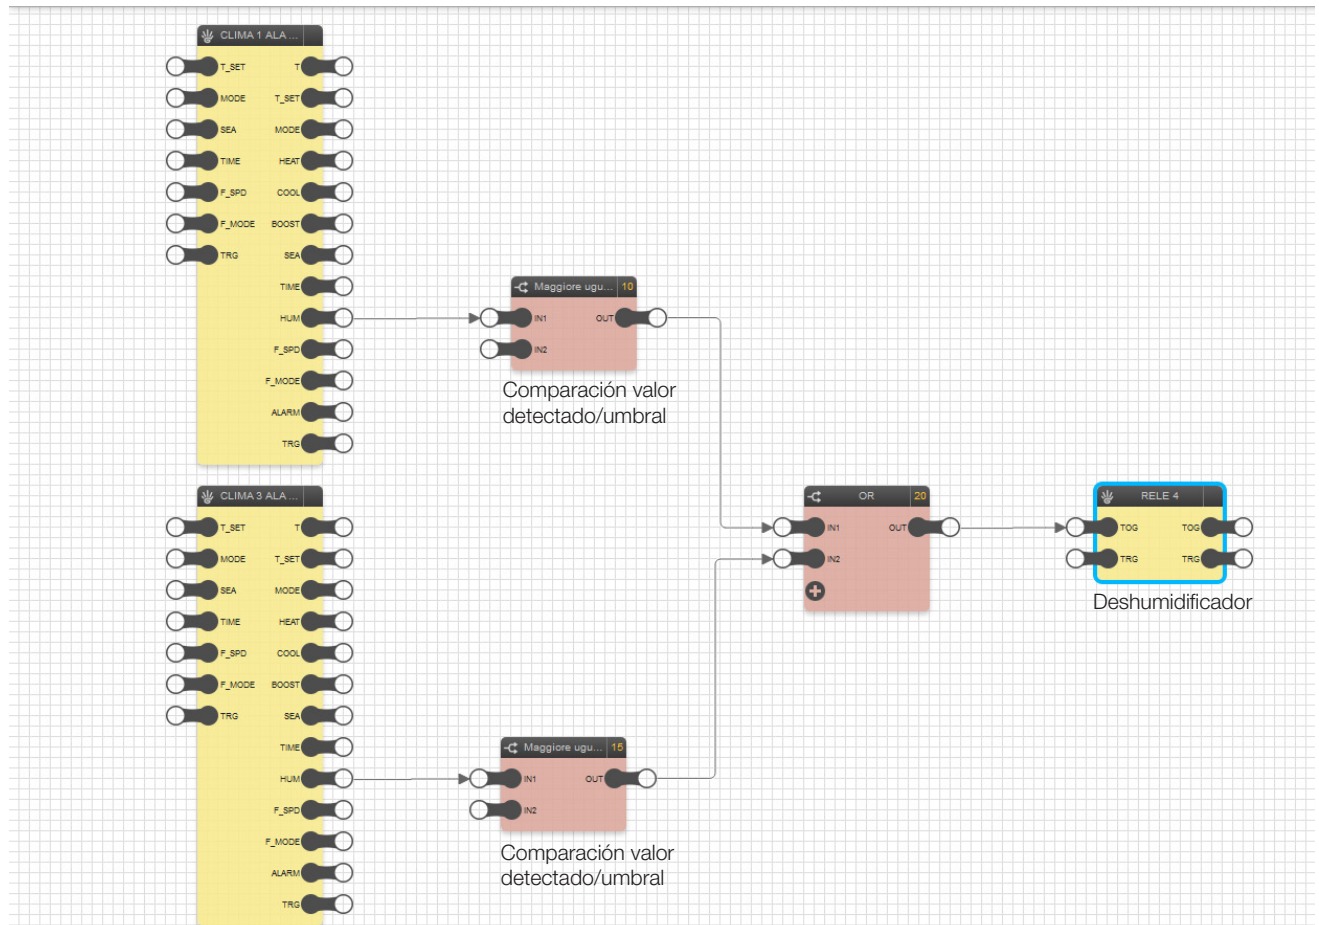 CLIMA 1 ALA ...
T_SET T
MODE T_SET
SEA MODE
TIME HEAT
F_SPD COOL
F_MODE BOOST
TRG SEA
TIME
HUM
F_SPD
F_MODE
ALARM
TRG
Maggiore ugu... 10
IN1 OUT
IN2
Comparación valor
detectado/umbral
CLIMA 3 ALA ...
T_SET T
MODE T_SET
SEA MODE
TIME HEAT
F_SPD COOL
F_MODE BOOST
TRG SEA
TIME
HUM
F_SPD
F_MODE
ALARM
TRG
Maggiore ugu... 15
IN1 OUT
IN2
Comparación valor
detectado/umbral
OR 20
IN1 OUT
IN2
RELE 4
TOG TOG
TRG TRG
Deshumidificador